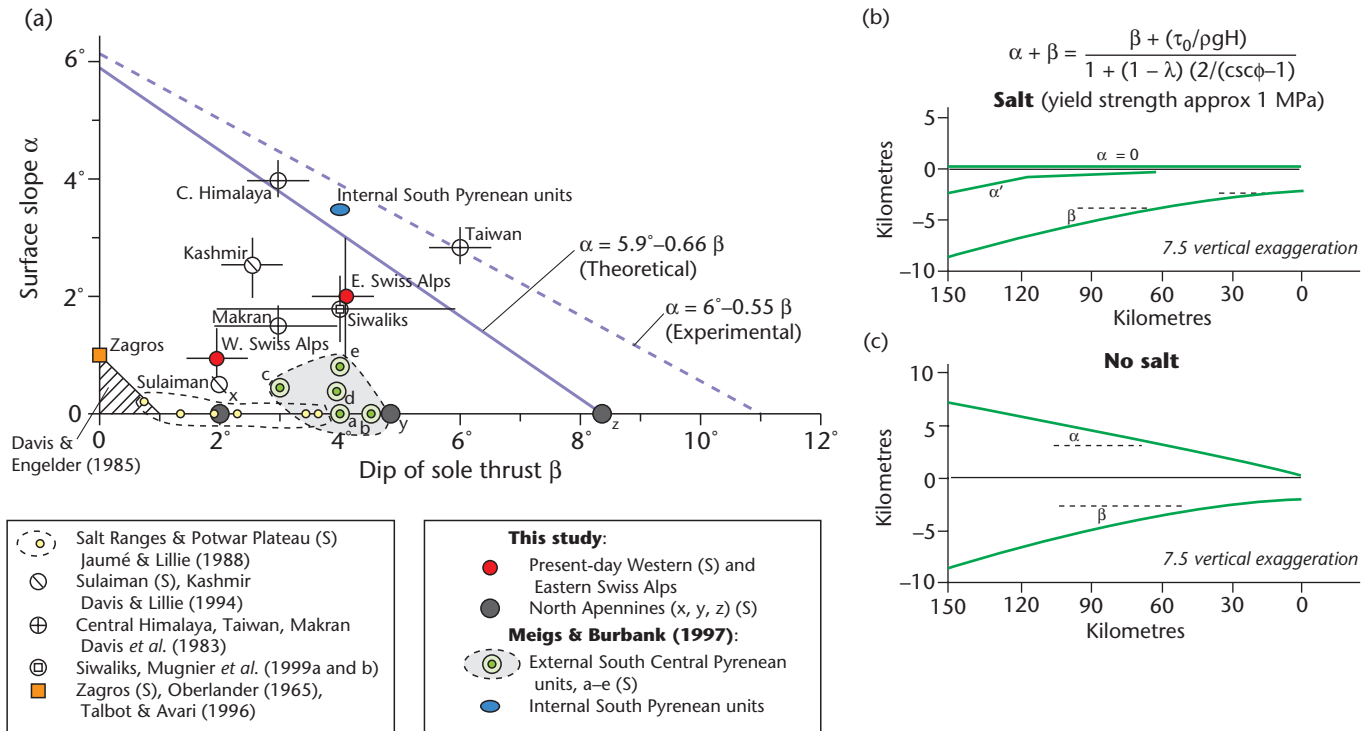 (a)
6°
4°
2°
0
Surface slope α
0
2°
4°
6°
8°
10°
12°
Dip of sole thrust β
C. Himalaya
Internal South Pyrenean units
Kashmir
Taiwan
E. Swiss Alps
Makran
Siwaliks
Zagros
W. Swiss Alps
Sulaiman
x
c
e
d
a
b
y
z
α = 5.9°–0.66 β
(Theoretical)
α = 6°–0.55 β
(Experimental)
Davis &
Engelder (1985)
Salt Ranges & Potwar Plateau (S)
Jaumé & Lillie (1988)
Sulaiman (S), Kashmir
Davis & Lillie (1994)
Central Himalaya, Taiwan, Makran
Davis et al. (1983)
Siwaliks, Mugnier et al. (1999a and b)
Zagros (S), Oberlander (1965),
Talbot & Avari (1996)
This study:
Present-day Western (S) and
Eastern Swiss Alps
North Apennines (x, y, z) (S)
Meigs & Burbank (1997):
External South Central Pyrenean
units, a–e (S)
Internal South Pyrenean units
(b)
α + β = β + (τ0/ρgH)
1 + (1 – λ) (2/(cscϕ–1)
Salt (yield strength approx 1 MPa)
Kilometres
5
0
–5
–10
α = 0
α′
β
7.5 vertical exaggeration
150
120
90
60
30
0
Kilometres
(c)
No salt
Kilometres
10
5
0
–5
–10
α
β
7.5 vertical exaggeration
150
120
90
60
30
0
Kilometres